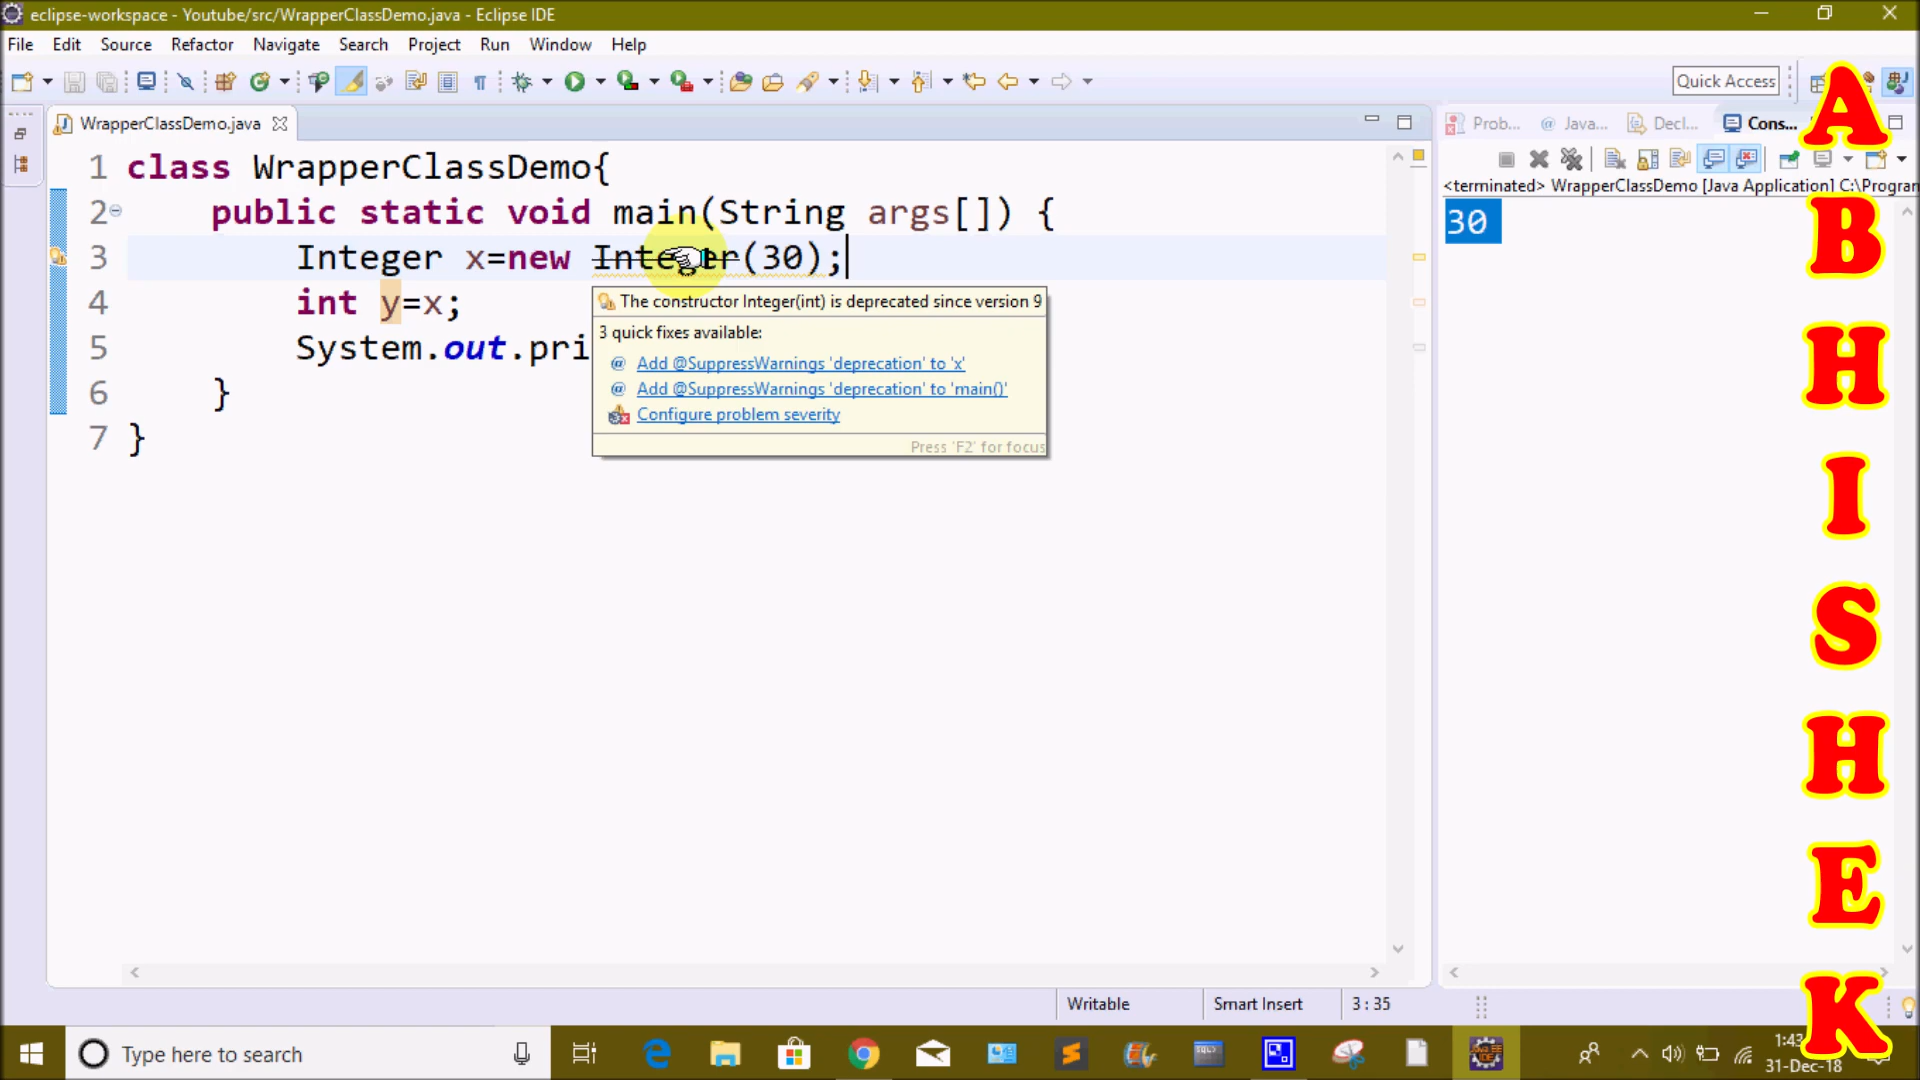 eclipse-workspace - Youtube/src/WrapperClassDemo.java - Eclipse IDE
File Edit Source Refactor Navigate Search Project Run Window Help
Quick Access
WrapperClassDemo.java
Prob... Java... Decl... Cons...
<terminated> WrapperClassDemo [Java Application] C:\Program
30
1 class WrapperClassDemo{
2 public static void main(String args[]) {
3 Integer x=new Integer(30);
4 int y=x;
5 System.out.pri
6 }
7 }
The constructor Integer(int) is deprecated since version 9
3 quick fixes available:
@ Add @SuppressWarnings 'deprecation' to 'x'
@ Add @SuppressWarnings 'deprecation' to 'main()'
Configure problem severity
Press 'F2' for focus
A
B
H
I
S
H
E
K
Writable Smart Insert 3 : 35
Type here to search
1:43
31-Dec-18